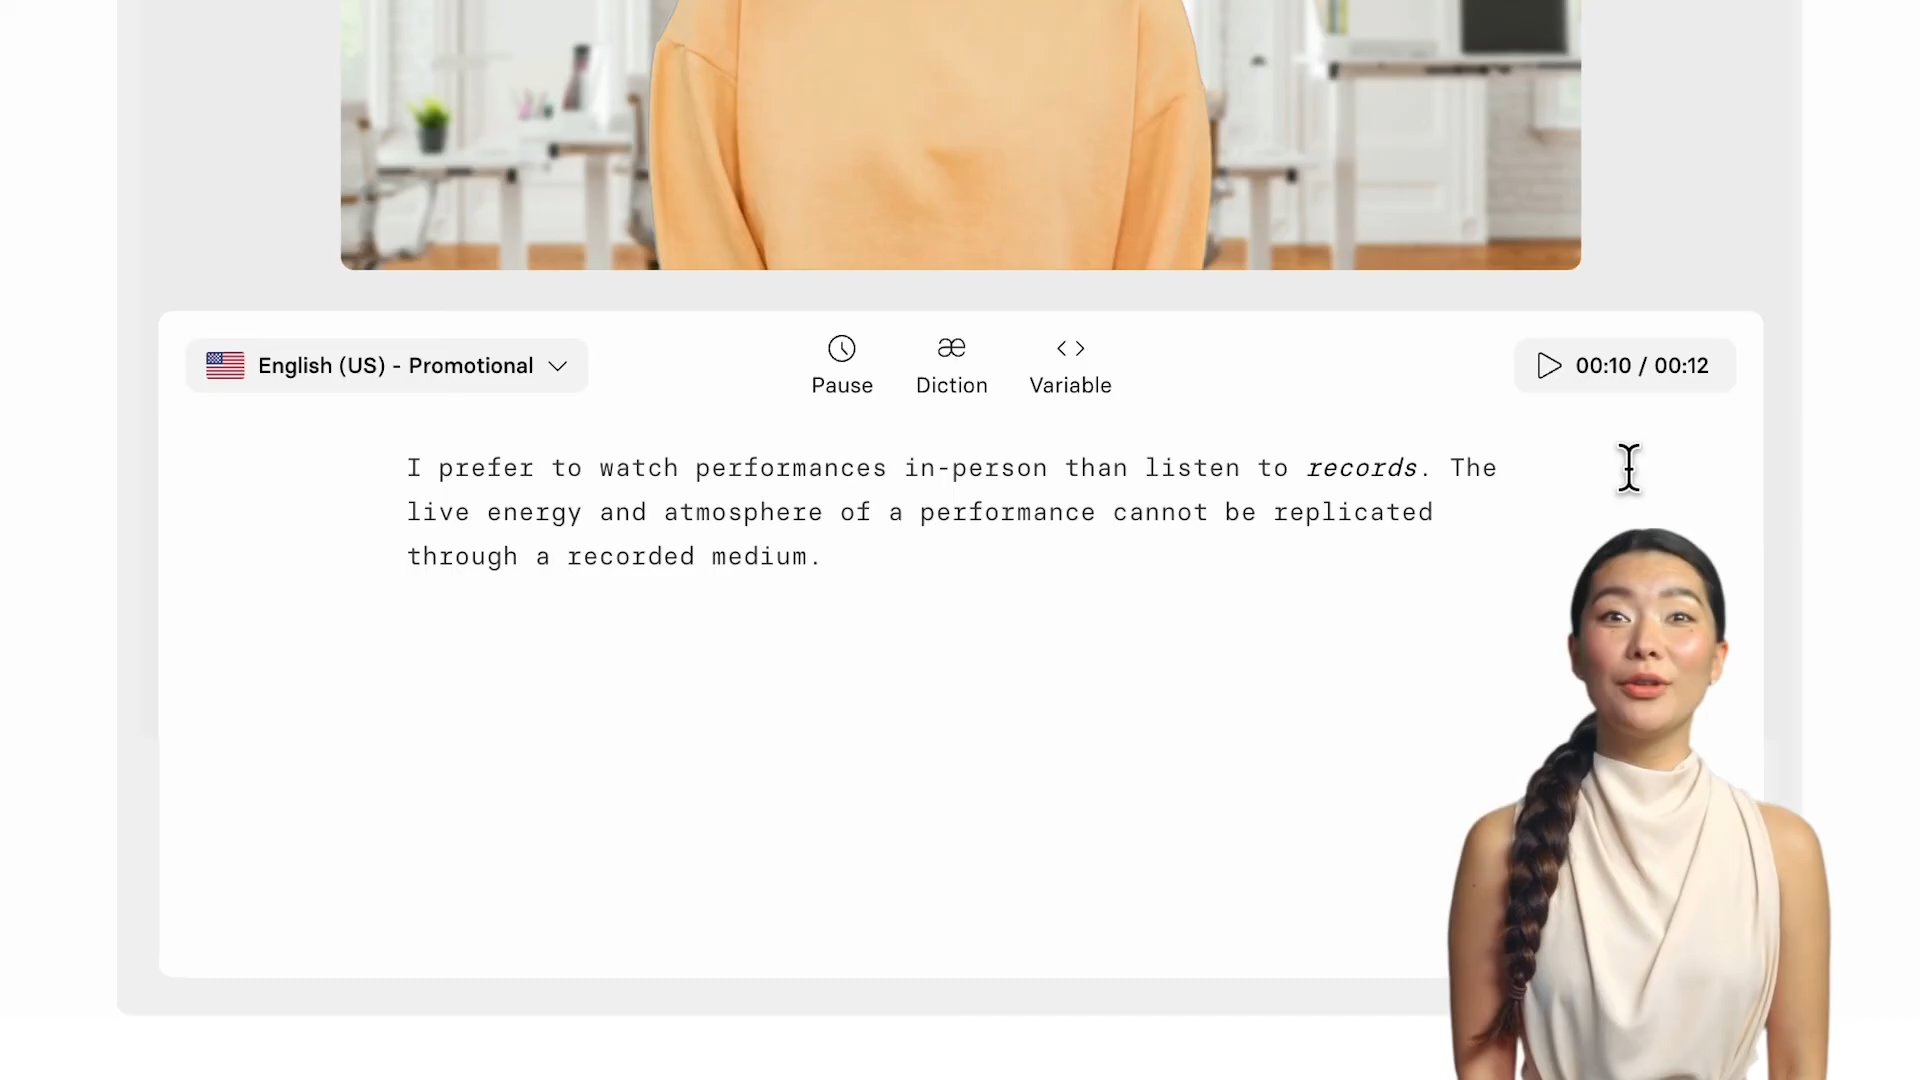 English (US) - Promotional
Pause
æ
Diction
Variable
00:10 / 00:12
I prefer to watch performances in-person than listen to records. The
live energy and atmosphere of a performance cannot be replicated
through a recorded medium.